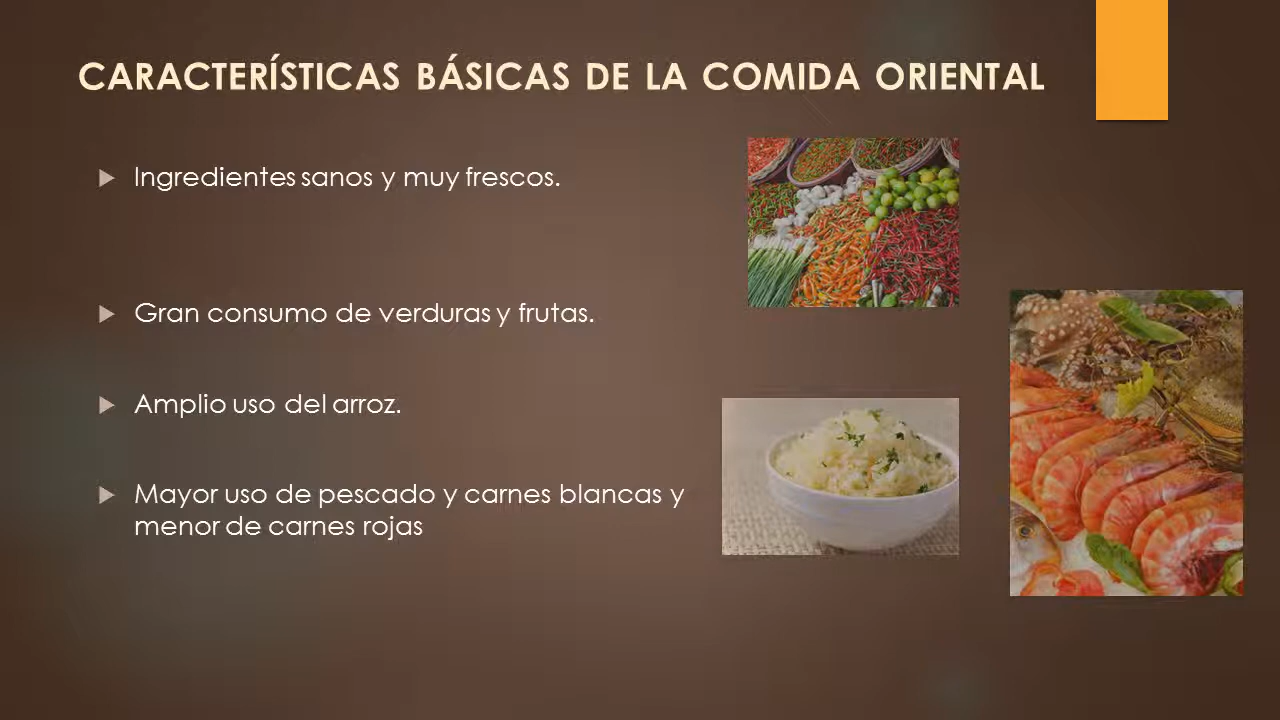 CARACTERÍSTICAS BÁSICAS DE LA COMIDA ORIENTAL
Ingredientes sanos y muy frescos.
Gran consumo de verduras y frutas.
Amplio uso del arroz.
Mayor uso de pescado y carnes blancas y
menor de carnes rojas